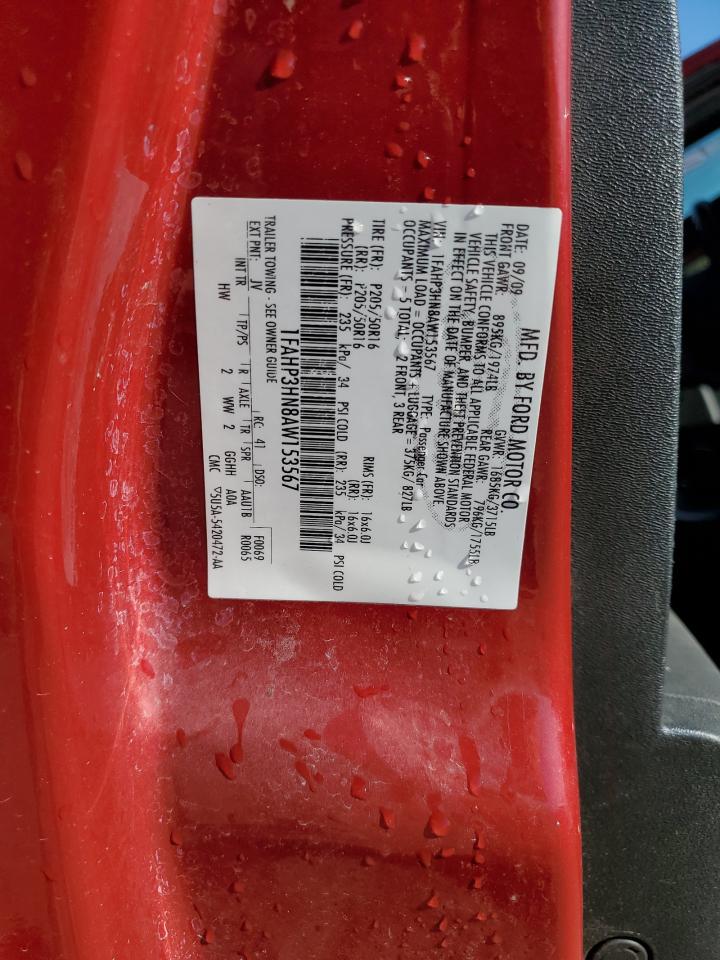 MFD. BY FORD MOTOR CO.
DATE: 09/09 GVWR: 1685KG/3715LB
FRONT GAWR: 895KG/1974LB REAR GAWR: 796KG/1755LB
THIS VEHICLE CONFORMS TO ALL APPLICABLE FEDERAL MOTOR
VEHICLE SAFETY, BUMPER, AND THEFT PREVENTION STANDARDS
IN EFFECT ON THE DATE OF MANUFACTURE SHOWN ABOVE.
VIN: 1FAHP3HN8AW153567 TYPE: Passenger Car
MAXIMUM LOAD = OCCUPANTS + LUGGAGE = 375KG/ 827LB
OCCUPANTS = 5 TOTAL: 2 FRONT, 3 REAR
TIRE (FR): P205/50R16 RIMS (FR): 16x6.0J
(RR): P205/50R16 (RR): 16x6.0J
PRESSURE (FR): 235 kPa/ 34 PSI COLD (RR): 235 kPa/34 PSI COLD
1FAHP3HN8AW153567
TRAILER TOWING - SEE OWNER GUIDE
EXT PNT: JV RC: 41 DSO: F0069
INT TR TP/PS R AXLE TR SPR AAU1B R0065
HW 2 WW 2 GGHH A0A
CMC 5U5A-5420472-AA